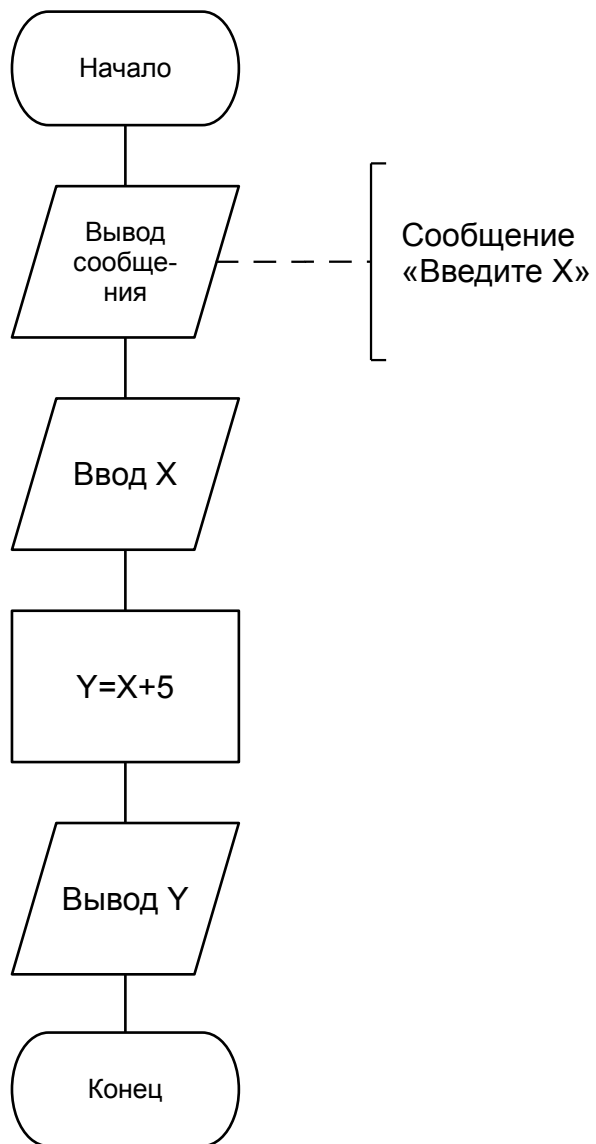 Начало
Вывод
сообще-
ния
Сообщение
«Введите X»
Ввод X
Y=X+5
Вывод Y
Конец